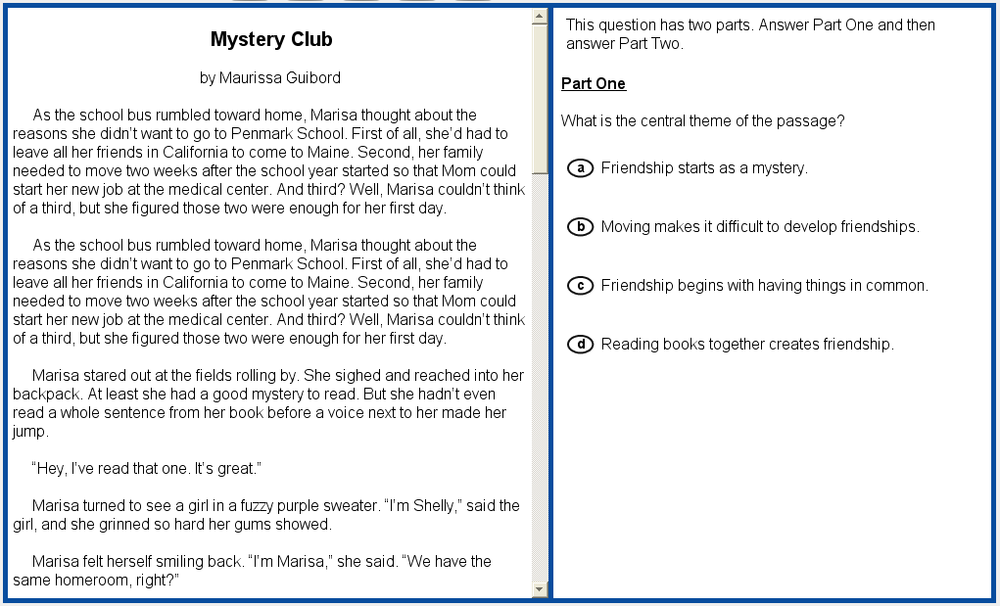 Mystery Club
by Maurissa Guibord
As the school bus rumbled toward home, Marisa thought about the
reasons she didn't want to go to Penmark School. First of all, she'd had to
leave all her friends in California to come to Maine. Second, her family
needed to move two weeks after the school year started so that Mom could
start her new job at the medical center. And third? Well, Marisa couldn't think
of a third, but she figured those two were enough for her first day.
As the school bus rumbled toward home, Marisa thought about the
reasons she didn't want to go to Penmark School. First of all, she'd had to
leave all her friends in California to come to Maine. Second, her family
needed to move two weeks after the school year started so that Mom could
start her new job at the medical center. And third? Well, Marisa couldn't think
of a third, but she figured those two were enough for her first day.
Marisa stared out at the fields rolling by. She sighed and reached into her
backpack. At least she had a good mystery to read. But she hadn't even
read a whole sentence from her book before a voice next to her made her
jump.
“Hey, I've read that one. It's great.”
Marisa turned to see a girl in a fuzzy purple sweater. “I'm Shelly,” said the
girl, and she grinned so hard her gums showed.
Marisa felt herself smiling back. “I'm Marisa,” she said. “We have the
same homeroom, right?”
This question has two parts. Answer Part One and then
answer Part Two.
Part One
What is the central theme of the passage?
a Friendship starts as a mystery.
b Moving makes it difficult to develop friendships.
c Friendship begins with having things in common.
d Reading books together creates friendship.